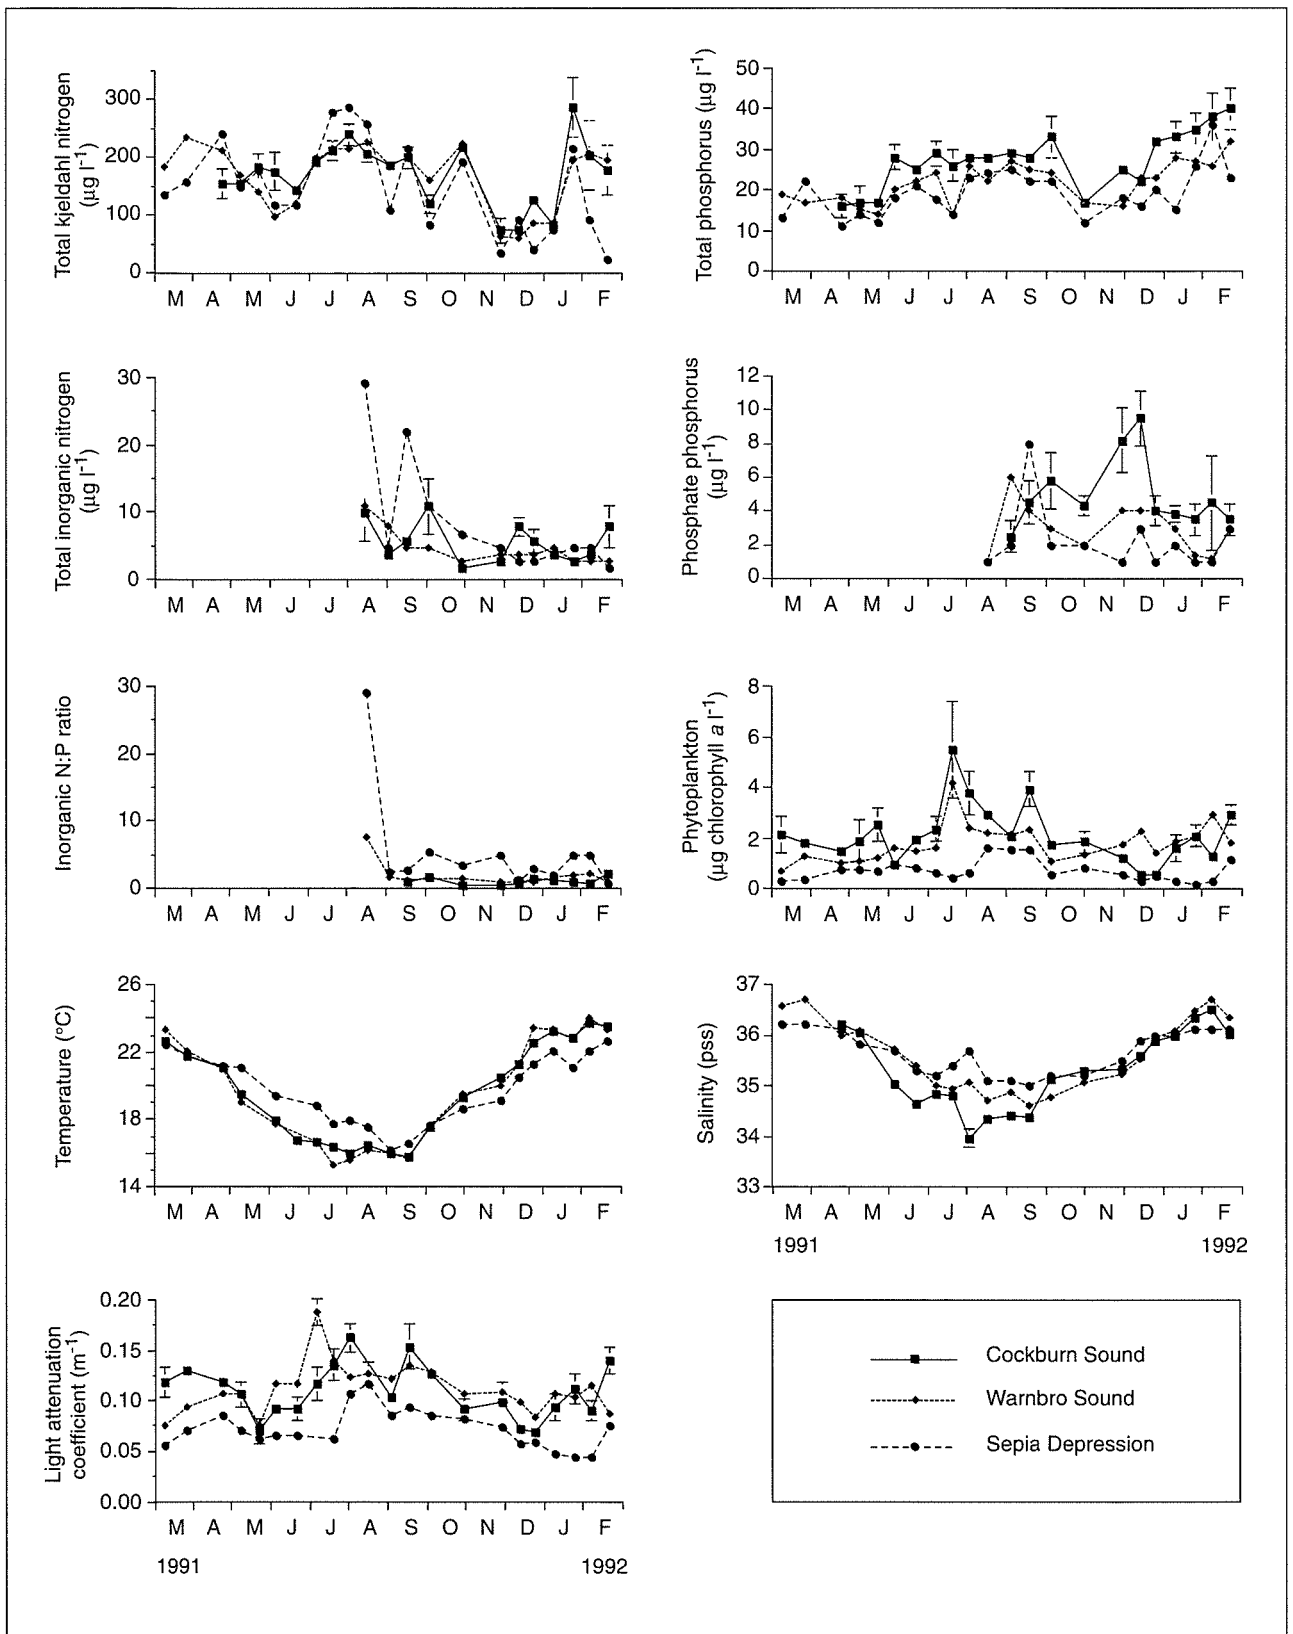 Total kjeldahl nitrogen
(µg l⁻¹)
300
200
100
0
M A M J J A S O N D J F
Total phosphorus (µg l⁻¹)
50
40
30
20
10
0
M A M J J A S O N D J F
Total inorganic nitrogen
(µg l⁻¹)
30
20
10
0
M A M J J A S O N D J F
Phosphate phosphorus
(µg l⁻¹)
12
10
8
6
4
2
0
M A M J J A S O N D J F
Inorganic N:P ratio
30
20
10
0
M A M J J A S O N D J F
Phytoplankton
(µg chlorophyll a l⁻¹)
8
6
4
2
0
M A M J J A S O N D J F
Temperature (°C)
26
22
18
14
M A M J J A S O N D J F
Salinity (pss)
37
36
35
34
33
M A M J J A S O N D J F
1991 1992
Light attenuation
coefficient (m⁻¹)
0.20
0.15
0.10
0.05
0.00
M A M J J A S O N D J F
1991 1992
Cockburn Sound
Warnbro Sound
Sepia Depression